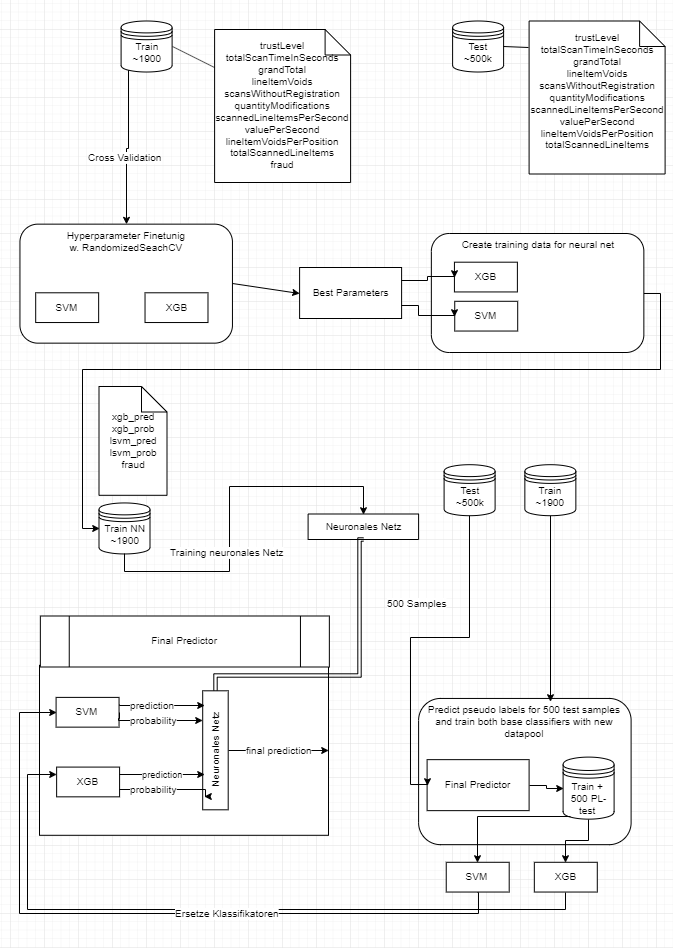 Train
~1900
trustLevel
totalScanTimeInSeconds
grandTotal
lineItemVoids
scansWithoutRegistration
quantityModifications
scannedLineItemsPerSecond
valuePerSecond
lineItemVoidsPerPosition
totalScannedLineItems
fraud
Test
~500k
trustLevel
totalScanTimeInSeconds
grandTotal
lineItemVoids
scansWithoutRegistration
quantityModifications
scannedLineItemsPerSecond
valuePerSecond
lineItemVoidsPerPosition
totalScannedLineItems
Cross Validation
Hyperparameter Finetunig
w. RandomizedSeachCV
SVM
XGB
Best Parameters
Create training data for neural net
XGB
SVM
xgb_pred
xgb_prob
lsvm_pred
lsvm_prob
fraud
Train NN
~1900
Training neuronales Netz
Neuronales Netz
Test
~500k
Train
~1900
500 Samples
Final Predictor
SVM
prediction
probability
XGB
prediction
probability
Neuronales Netz
final prediction
Predict pseudo labels for 500 test samples
and train both base classifiers with new
datapool
Final Predictor
Train +
500 PL-
test
SVM
XGB
Ersetze Klassifikatoren